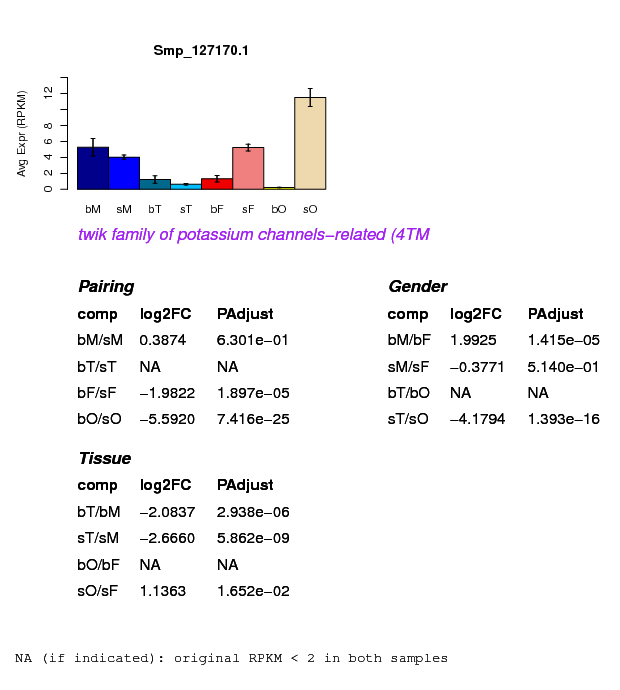 Smp_127170.1
Avg Expr (RPKM)
0 2 4 6 8 12
bM sM bT sT bF sF bO sO
twik family of potassium channels−related (4TM
Pairing
comp log2FC PAdjust
bM/sM 0.3874 6.301e−01
bT/sT NA NA
bF/sF −1.9822 1.897e−05
bO/sO −5.5920 7.416e−25
Gender
comp log2FC PAdjust
bM/bF 1.9925 1.415e−05
sM/sF −0.3771 5.140e−01
bT/bO NA NA
sT/sO −4.1794 1.393e−16
Tissue
comp log2FC PAdjust
bT/bM −2.0837 2.938e−06
sT/sM −2.6660 5.862e−09
bO/bF NA NA
sO/sF 1.1363 1.652e−02
NA (if indicated): original RPKM < 2 in both samples